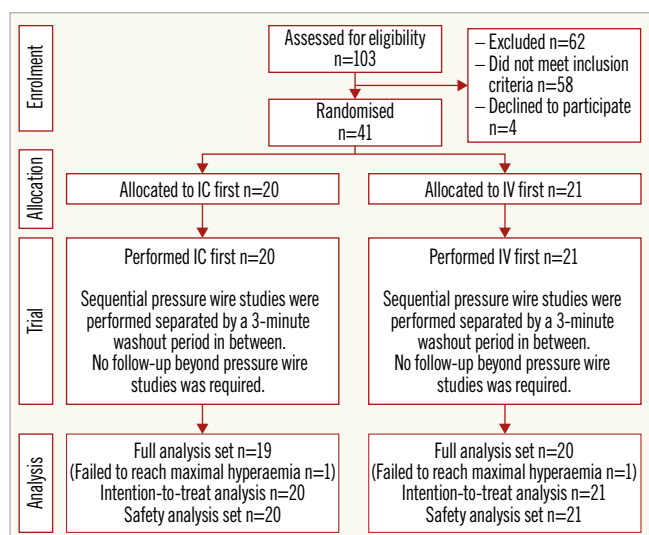 Enrolment
Assessed for eligibility
n=103
– Excluded n=62
– Did not meet inclusion
criteria n=58
– Declined to participate
n=4
Randomised
n=41
Allocation
Allocated to IC first n=20
Allocated to IV first n=21
Trial
Performed IC first n=20
Sequential pressure wire studies were
performed separated by a 3-minute
washout period in between.
No follow-up beyond pressure wire
studies was required.
Performed IV first n=21
Sequential pressure wire studies were
performed separated by a 3-minute
washout period in between.
No follow-up beyond pressure wire
studies was required.
Analysis
Full analysis set n=19
(Failed to reach maximal hyperaemia n=1)
Intention-to-treat analysis n=20
Safety analysis set n=20
Full analysis set n=20
(Failed to reach maximal hyperaemia n=1)
Intention-to-treat analysis n=21
Safety analysis set n=21